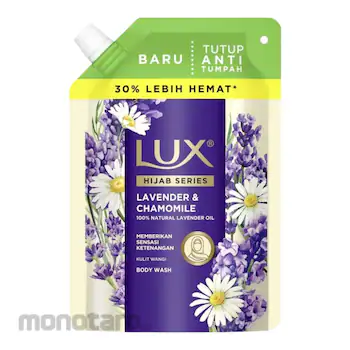 BARU
TUTUP
ANTI
TUMPAH
30% LEBIH HEMAT*
LUX®
HIJAB SERIES
LAVENDER &
CHAMOMILE
100% NATURAL LAVENDER OIL
MEMBERIKAN
SENSASI
KETENANGAN
KULIT WANGI
BODY WASH
monotaro